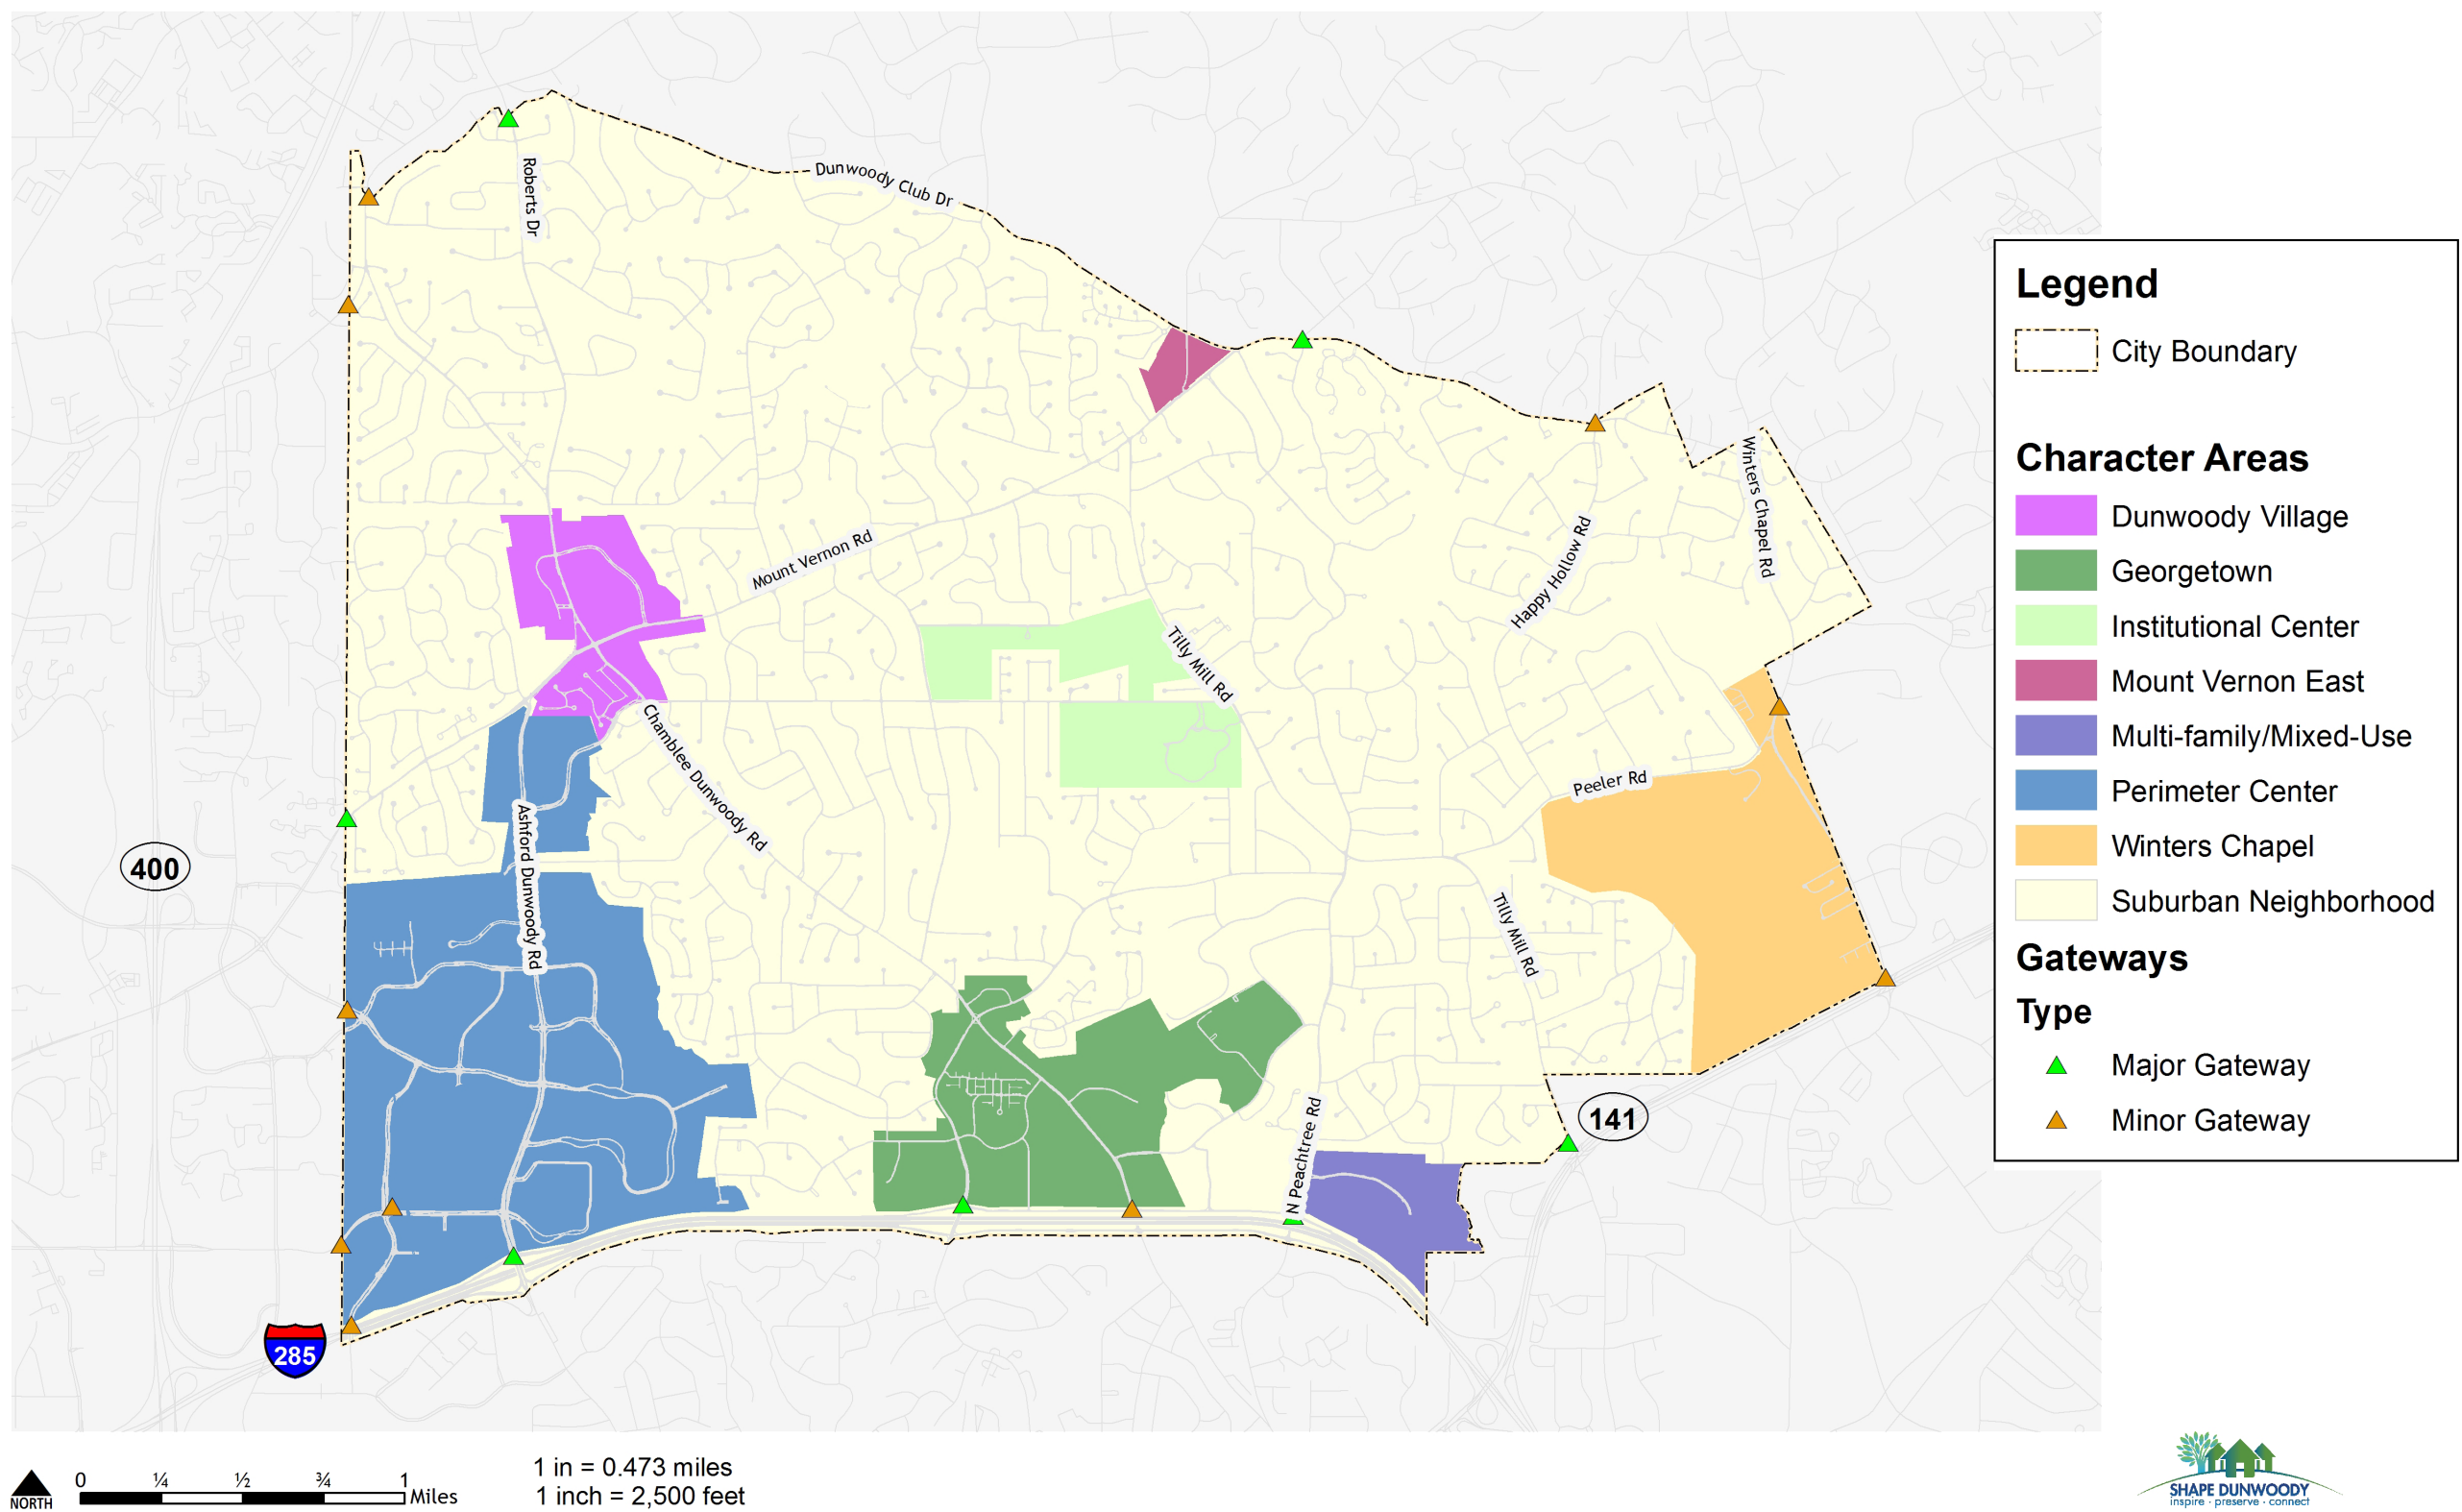 Roberts Dr
Dunwoody Club Dr
Mount Vernon Rd
Winters Chapel Rd
Happy Hollow Rd
Tilly Mill Rd
Chamblee Dunwoody Rd
Peeler Rd
Ashford Dunwoody Rd
Tilly Mill Rd
N Peachtree Rd
400
141
285
Legend
City Boundary
Character Areas
Dunwoody Village
Georgetown
Institutional Center
Mount Vernon East
Multi-family/Mixed-Use
Perimeter Center
Winters Chapel
Suburban Neighborhood
Gateways
Type
Major Gateway
Minor Gateway
NORTH
0 ¼ ½ ¾ 1
Miles
1 in = 0.473 miles
1 inch = 2,500 feet
SHAPE DUNWOODY
inspire · preserve · connect